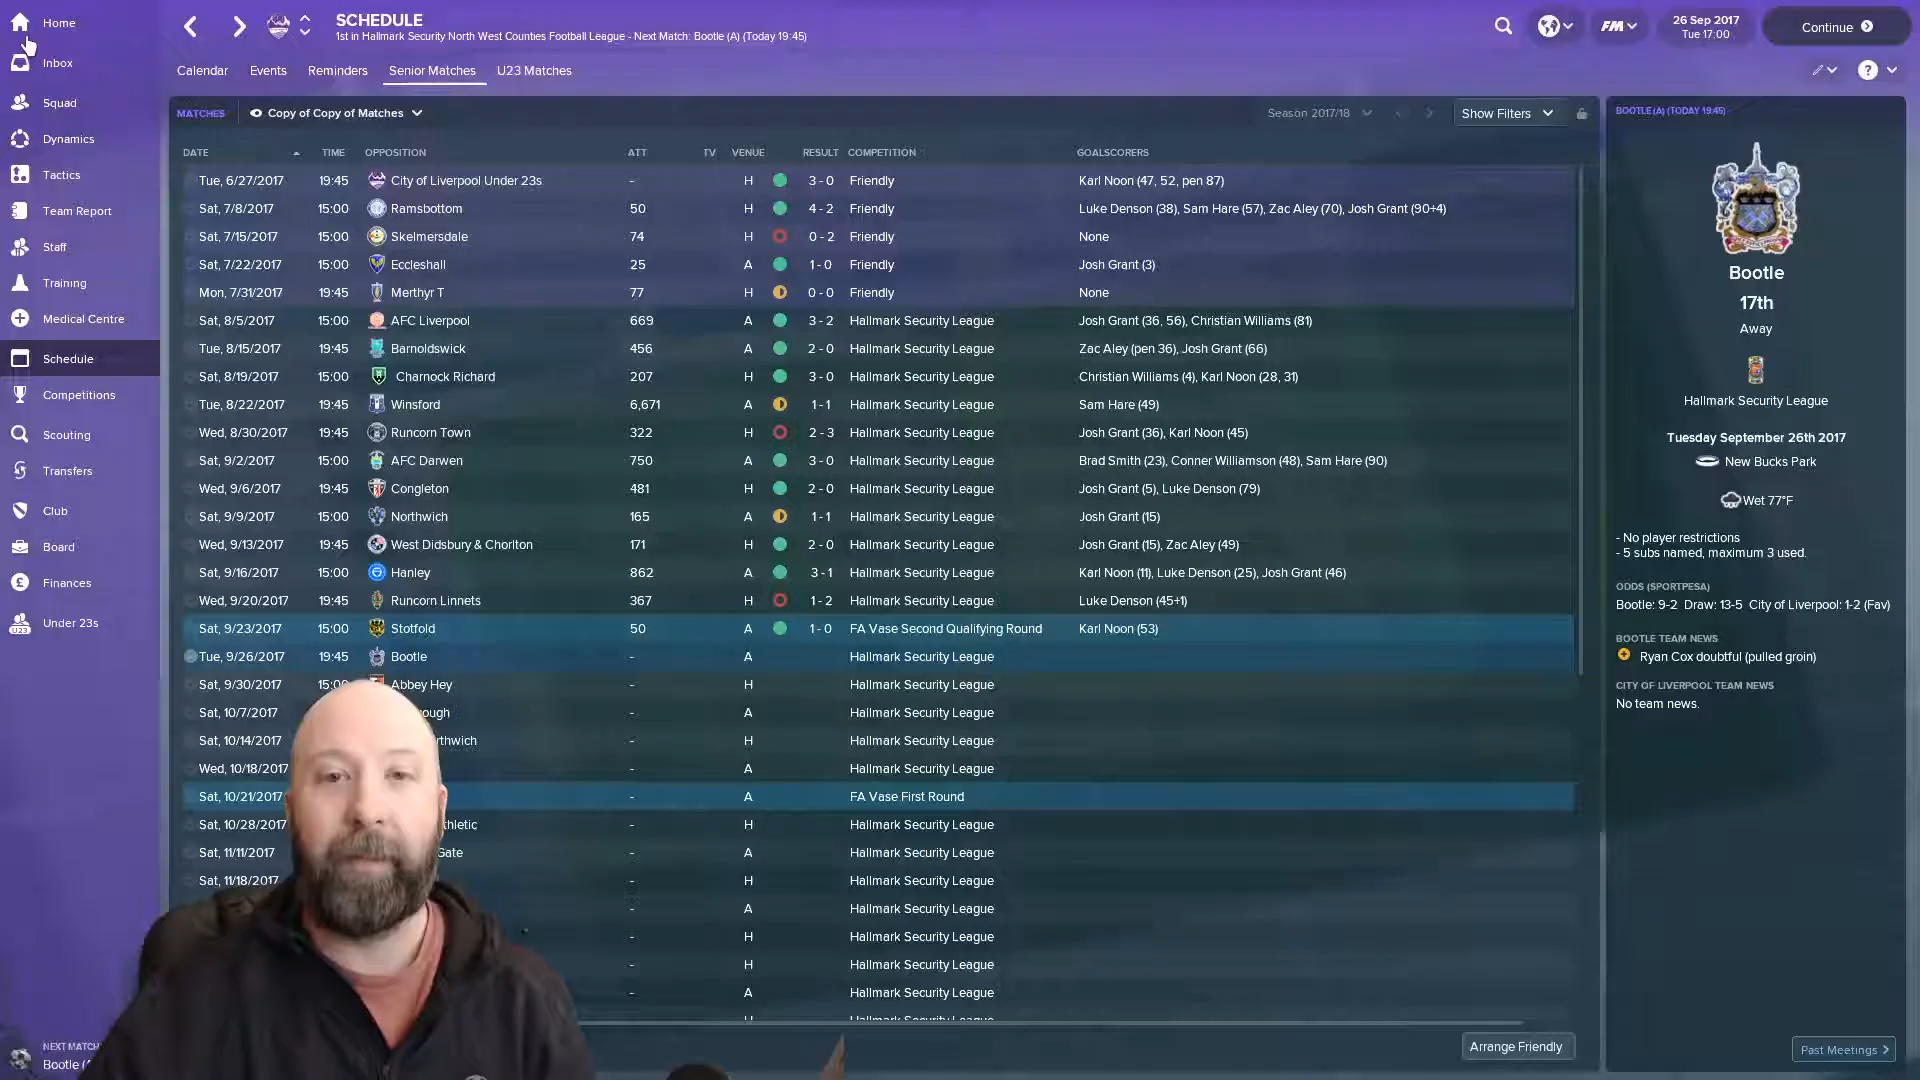 Home
Inbox
Squad
Dynamics
Tactics
Team Report
Staff
Training
Medical Centre
Schedule
Competitions
Scouting
Transfers
Club
Board
Finances
Under 23s
U23
NEXT MATCH
Bootle (
SCHEDULE
1st in Hallmark Security North West Counties Football League - Next Match: Bootle (A) (Today 19:45)
FM
26 Sep 2017
Tue 17:00
Continue
Calendar Events Reminders Senior Matches U23 Matches
?
MATCHES Copy of Copy of Matches Season 2017/18 Show Filters
DATE TIME OPPOSITION ATT TV VENUE RESULT COMPETITION GOALSCORERS
Tue, 6/27/2017 19:45 City of Liverpool Under 23s - H 3 - 0 Friendly Karl Noon (47, 52, pen 87)
Sat, 7/8/2017 15:00 Ramsbottom 50 H 4 - 2 Friendly Luke Denson (38), Sam Hare (57), Zac Aley (70), Josh Grant (90+4)
Sat, 7/15/2017 15:00 Skelmersdale 74 H 0 - 2 Friendly None
Sat, 7/22/2017 15:00 Eccleshall 25 A 1 - 0 Friendly Josh Grant (3)
Mon, 7/31/2017 19:45 Merthyr T 77 H 0 - 0 Friendly None
Sat, 8/5/2017 15:00 AFC Liverpool 669 A 3 - 2 Hallmark Security League Josh Grant (36, 56), Christian Williams (81)
Tue, 8/15/2017 19:45 Barnoldswick 456 A 2 - 0 Hallmark Security League Zac Aley (pen 36), Josh Grant (66)
Sat, 8/19/2017 15:00 Charnock Richard 207 H 3 - 0 Hallmark Security League Christian Williams (4), Karl Noon (28, 31)
Tue, 8/22/2017 19:45 Winsford 6,671 A 1 - 1 Hallmark Security League Sam Hare (49)
Wed, 8/30/2017 19:45 Runcorn Town 322 H 2 - 3 Hallmark Security League Josh Grant (36), Karl Noon (45)
Sat, 9/2/2017 15:00 AFC Darwen 750 A 3 - 0 Hallmark Security League Brad Smith (23), Conner Williamson (48), Sam Hare (90)
Wed, 9/6/2017 19:45 Congleton 481 H 2 - 0 Hallmark Security League Josh Grant (5), Luke Denson (79)
Sat, 9/9/2017 15:00 Northwich 165 A 1 - 1 Hallmark Security League Josh Grant (15)
Wed, 9/13/2017 19:45 West Didsbury & Chorlton 171 H 2 - 0 Hallmark Security League Josh Grant (15), Zac Aley (49)
Sat, 9/16/2017 15:00 Hanley 862 A 3 - 1 Hallmark Security League Karl Noon (11), Luke Denson (25), Josh Grant (46)
Wed, 9/20/2017 19:45 Runcorn Linnets 367 H 1 - 2 Hallmark Security League Luke Denson (45+1)
Sat, 9/23/2017 15:00 Stotfold 50 A 1 - 0 FA Vase Second Qualifying Round Karl Noon (53)
Tue, 9/26/2017 19:45 Bootle - A Hallmark Security League
Sat, 9/30/2017 15:00 Abbey Hey - H Hallmark Security League
Sat, 10/7/2017 ough - A Hallmark Security League
Sat, 10/14/2017 rthwich - H Hallmark Security League
Wed, 10/18/2017 - A Hallmark Security League
Sat, 10/21/2017 - A FA Vase First Round
Sat, 10/28/2017 thletic - H Hallmark Security League
Sat, 11/11/2017 Gate - A Hallmark Security League
Sat, 11/18/2017 - H Hallmark Security League
- A Hallmark Security League
- H Hallmark Security League
- H Hallmark Security League
- A Hallmark Security League
H Hallmark Security League
Arrange Friendly
BOOTLE (A) (TODAY 19:45)
Bootle
17th
Away
Hallmark Security League
Tuesday September 26th 2017
New Bucks Park
Wet 77°F
- No player restrictions
- 5 subs named, maximum 3 used.
ODDS (SPORTPESA)
Bootle: 9-2 Draw: 13-5 City of Liverpool: 1-2 (Fav)
BOOTLE TEAM NEWS
Ryan Cox doubtful (pulled groin)
CITY OF LIVERPOOL TEAM NEWS
No team news.
Past Meetings